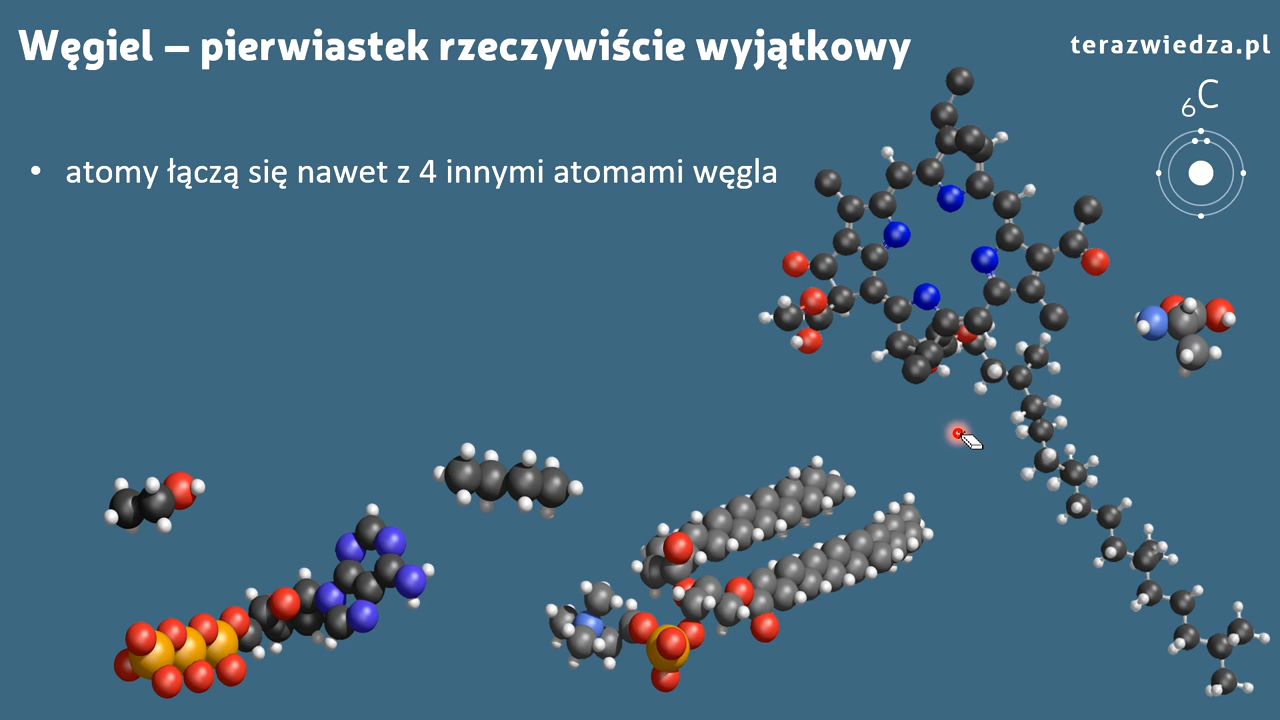 Węgiel – pierwiastek rzeczywiście wyjątkowy
terazwiedza.pl
₆C
• atomy łączą się nawet z 4 innymi atomami węgla